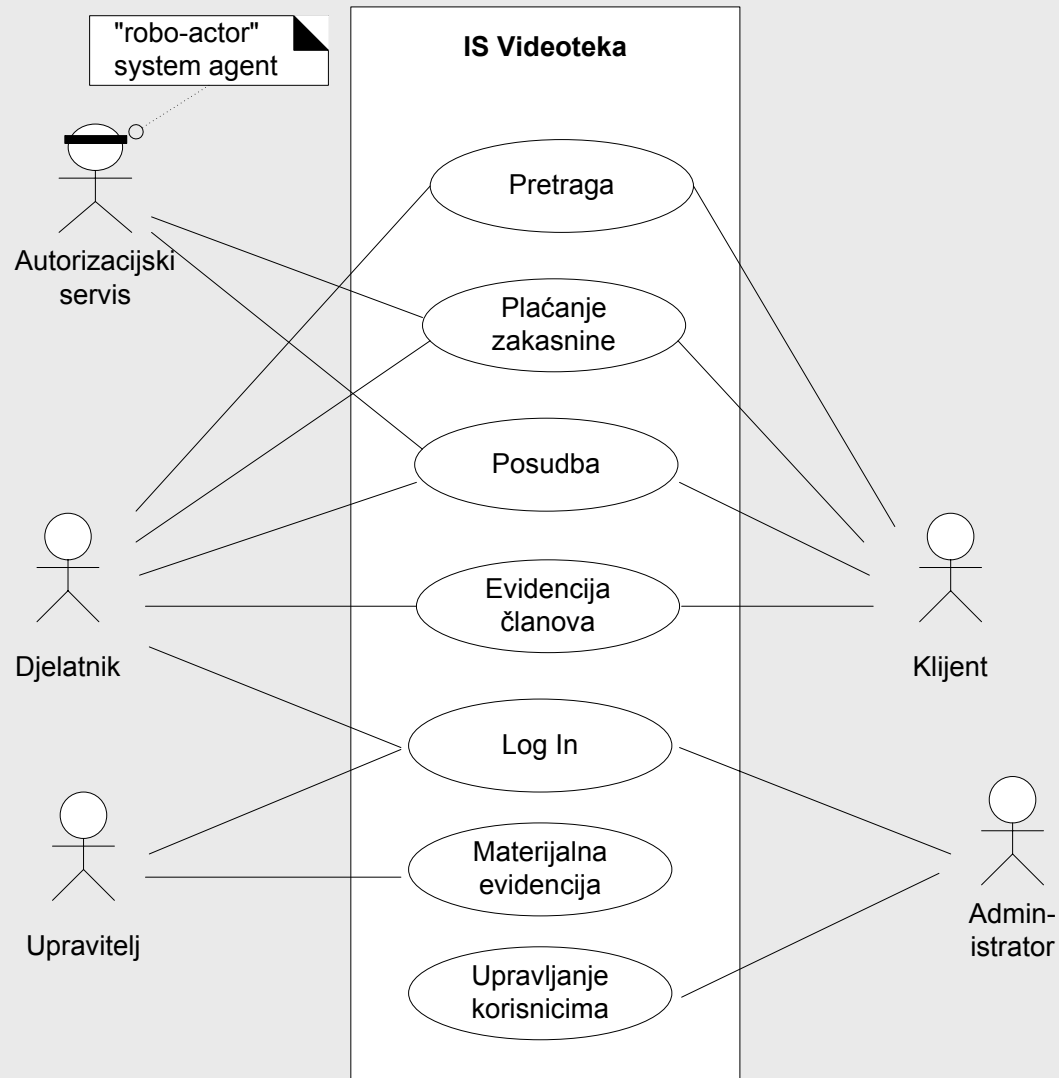 "robo-actor"
system agent
IS Videoteka
Autorizacijski
servis
Pretraga
Plaćanje
zakasnine
Posudba
Djelatnik
Evidencija
članova
Klijent
Log In
Upravitelj
Materijalna
evidencija
Admin-
istrator
Upravljanje
korisnicima